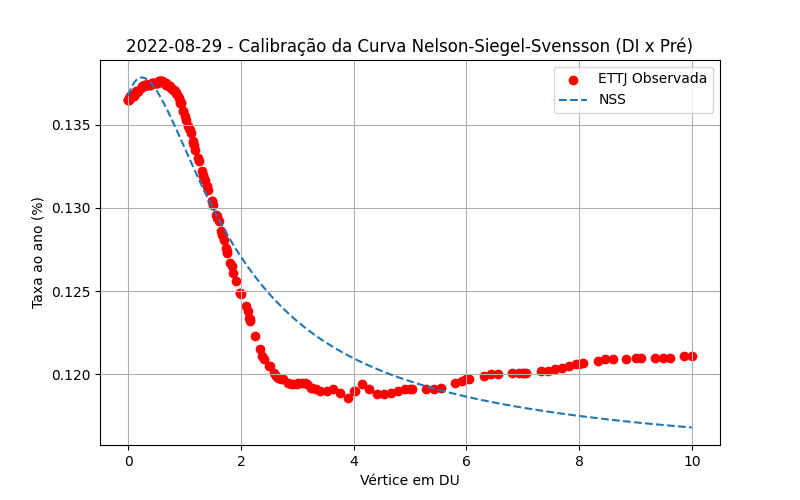 2022-08-29 - Calibração da Curva Nelson-Siegel-Svensson (DI x Pré)
ETTJ Observada
NSS
0.135
0.130
0.125
0.120
Taxa ao ano (%)
0 2 4 6 8 10
Vértice em DU